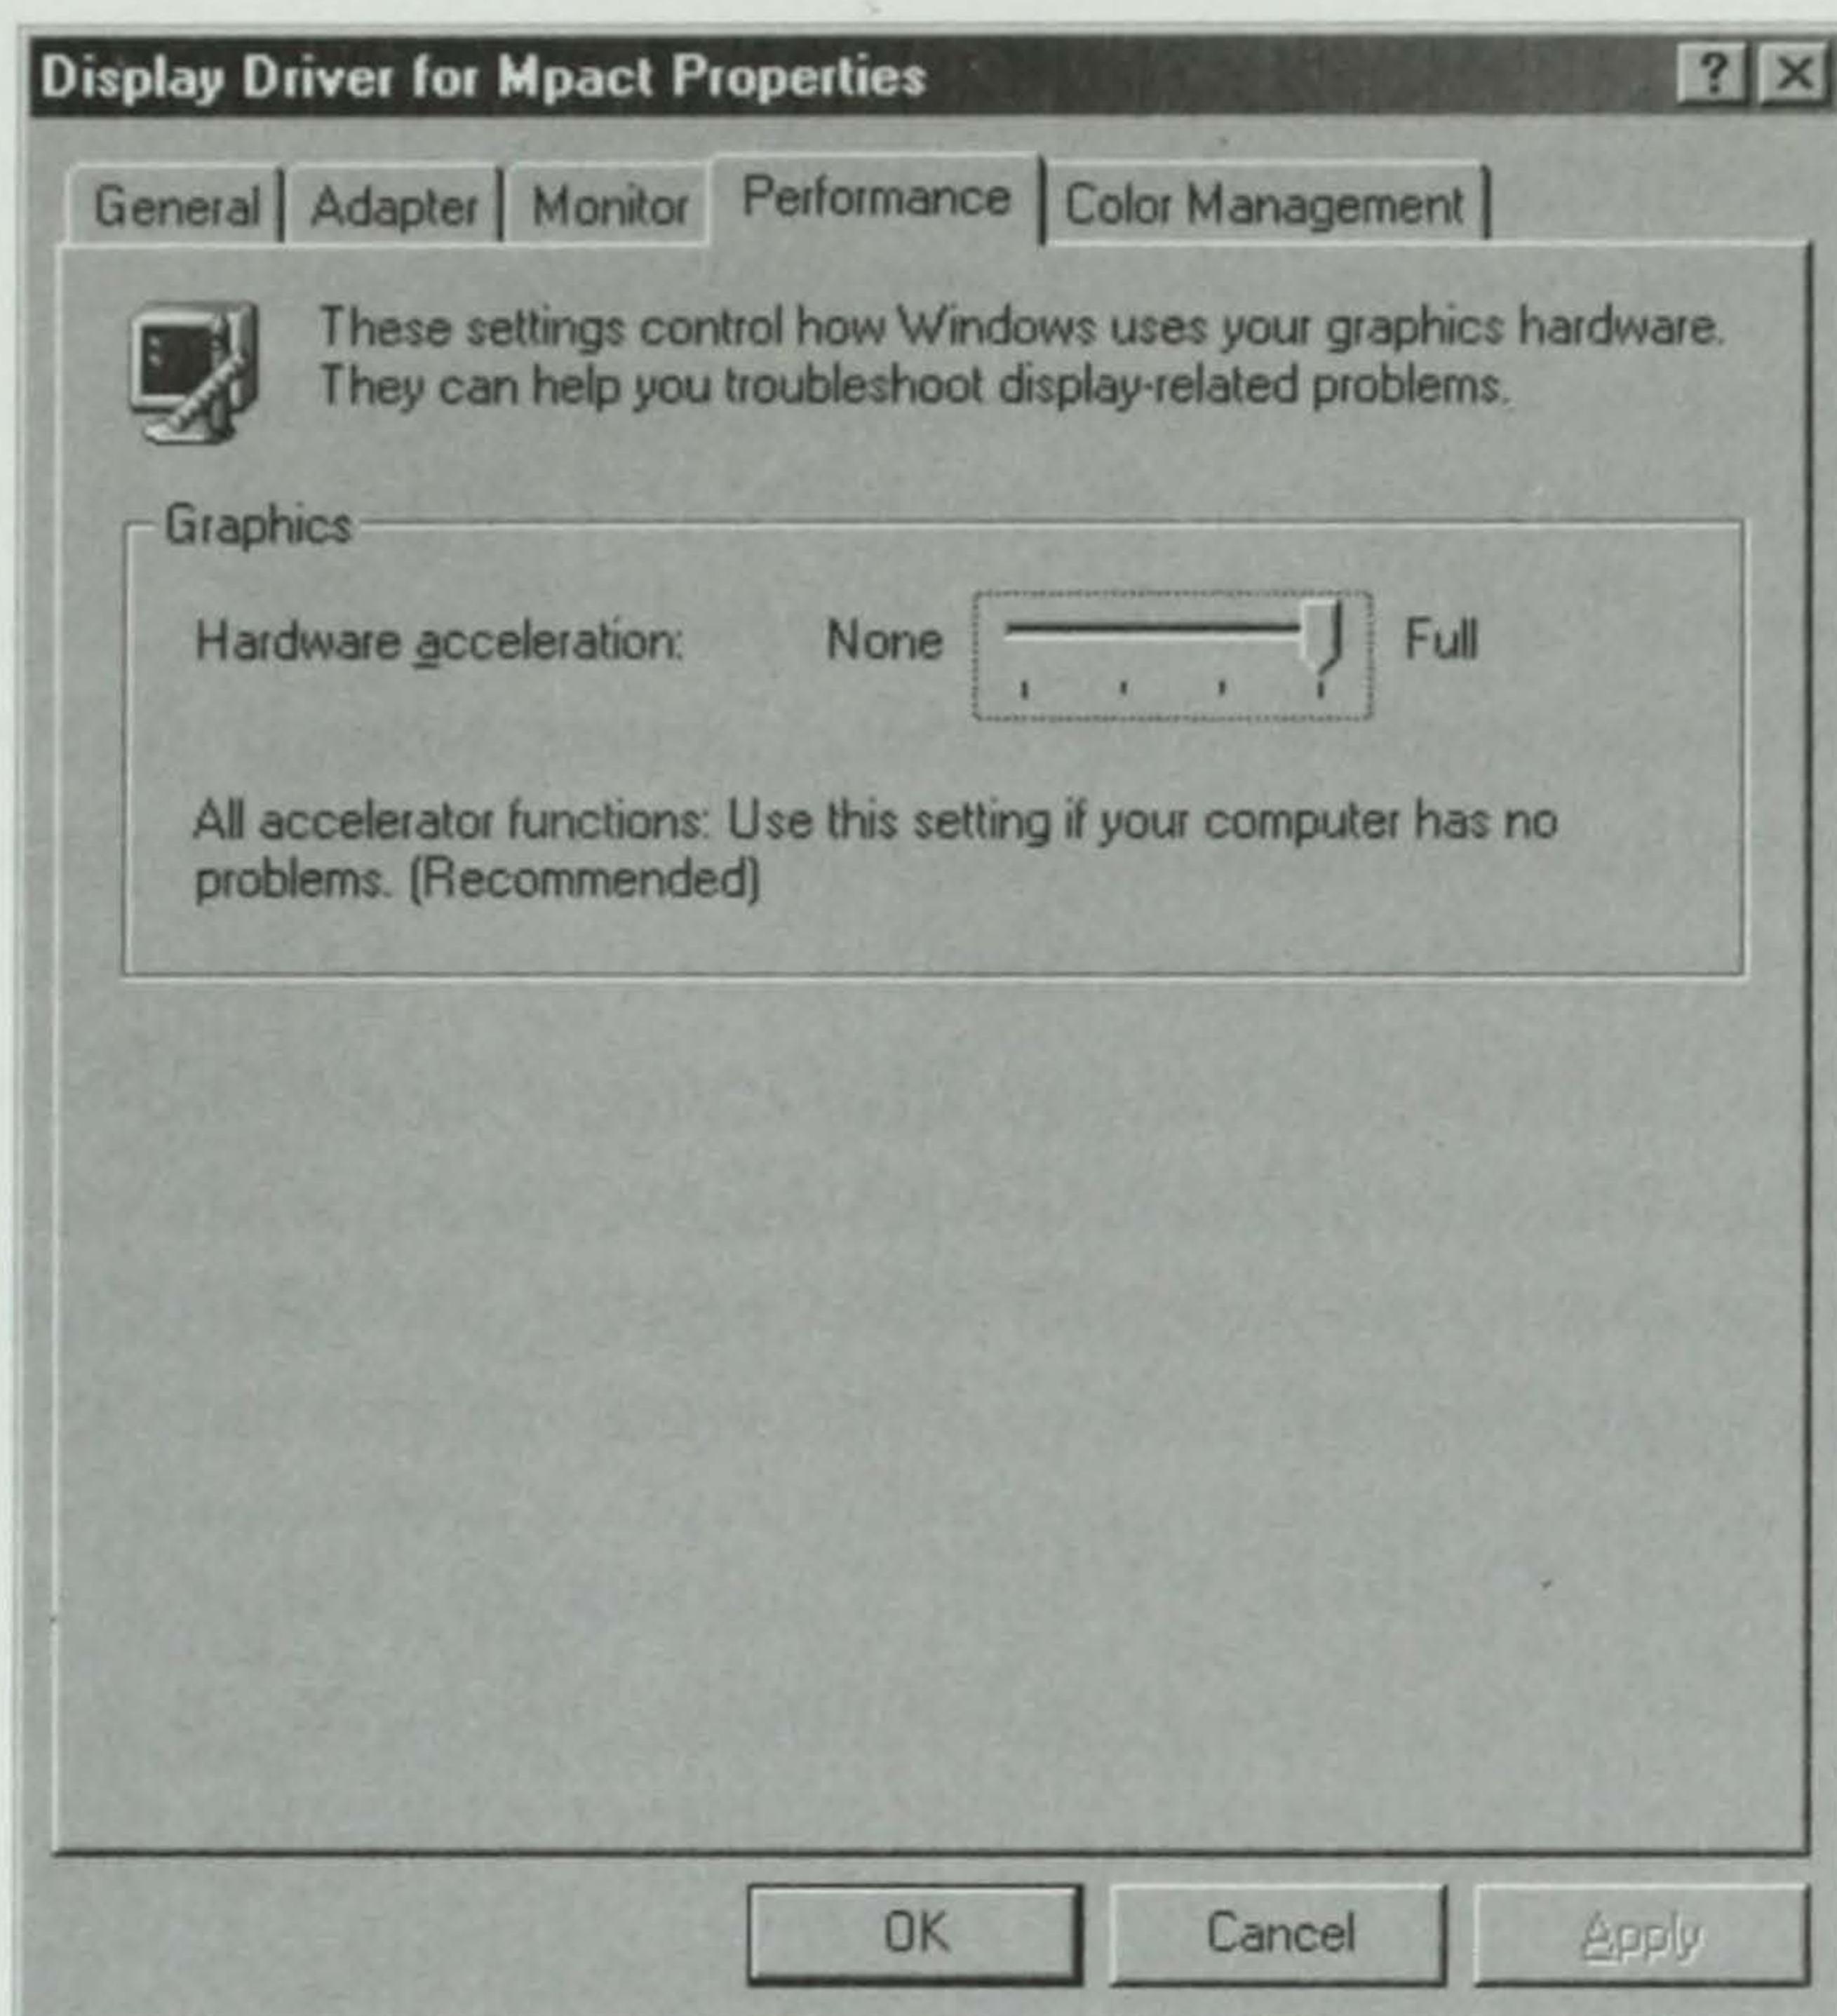 Display Driver for Mpact Properties
General Adapter Monitor Performance Color Management
These settings control how Windows uses your graphics hardware.
They can help you troubleshoot display-related problems.
Graphics
Hardware acceleration: None Full
All accelerator functions: Use this setting if your computer has no
problems. (Recommended)
OK Cancel Apply